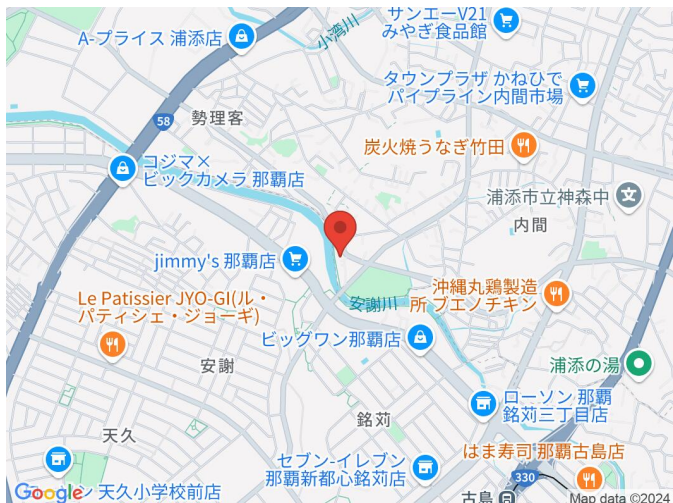 サンエーV21
みやぎ食品館
A-プライス 浦添店
小湾川
タウンプラザ かねひで
パイプライン内間市場
58
勢理客
炭火焼うなぎ竹田
コジマ×
ビックカメラ 那覇店
浦添市立神森中
内間
jimmy's 那覇店
沖縄丸鶏製造
所 ブエノチキン
Le Patissier JYO-GI(ル・
パティシェ・ジョーギ)
安謝川
ビッグワン那覇店
安謝
浦添の湯
天久
銘苅
ローソン 那覇
銘苅三丁目店
はま寿司 那覇古島店
セブン-イレブン
那覇新都心銘苅店
330
Google
ン 天久小学校前店
古島
Map data ©2024